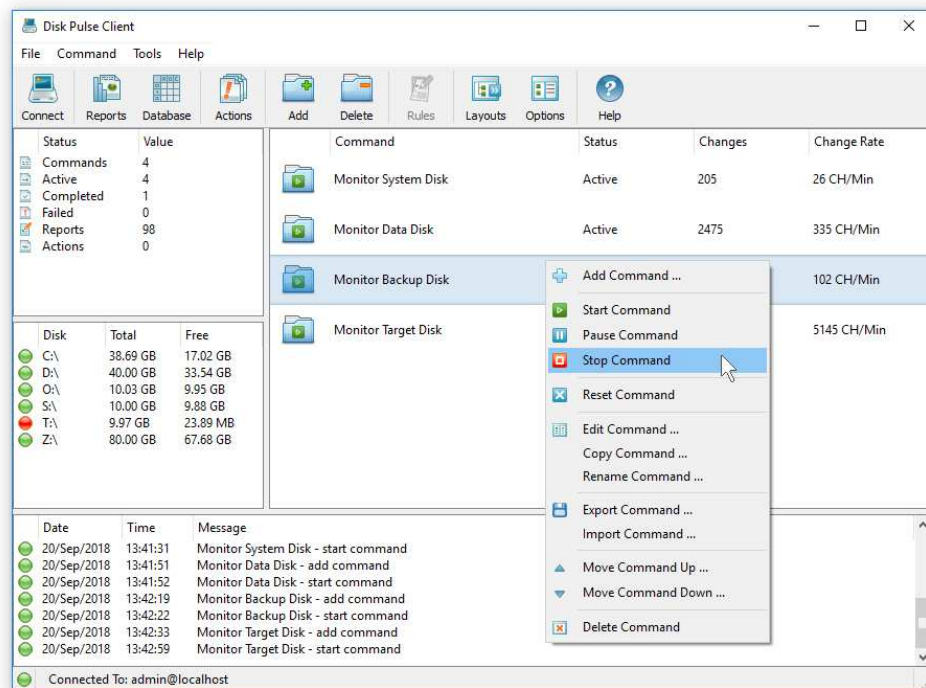 Disk Pulse Client
File Command Tools Help
Connect Reports Database Actions Add Delete Rules Layouts Options Help
Status Value
Commands 4
Active 4
Completed 1
Failed 0
Reports 98
Actions 0
Disk Total Free
C:\ 38.69 GB 17.02 GB
D:\ 40.00 GB 33.54 GB
O:\ 10.03 GB 9.95 GB
S:\ 10.00 GB 9.88 GB
T:\ 9.97 GB 23.89 MB
Z:\ 80.00 GB 67.68 GB
Command Status Changes Change Rate
Monitor System Disk Active 205 26 CH/Min
Monitor Data Disk Active 2475 335 CH/Min
Monitor Backup Disk 102 CH/Min
Monitor Target Disk 5145 CH/Min
Add Command ...
Start Command
Pause Command
Stop Command
Reset Command
Edit Command ...
Copy Command ...
Rename Command ...
Export Command ...
Import Command ...
Move Command Up ...
Move Command Down ...
Delete Command
Date Time Message
20/Sep/2018 13:41:31 Monitor System Disk - start command
20/Sep/2018 13:41:51 Monitor Data Disk - add command
20/Sep/2018 13:41:52 Monitor Data Disk - start command
20/Sep/2018 13:42:19 Monitor Backup Disk - add command
20/Sep/2018 13:42:22 Monitor Backup Disk - start command
20/Sep/2018 13:42:33 Monitor Target Disk - add command
20/Sep/2018 13:42:59 Monitor Target Disk - start command
Connected To: admin@localhost